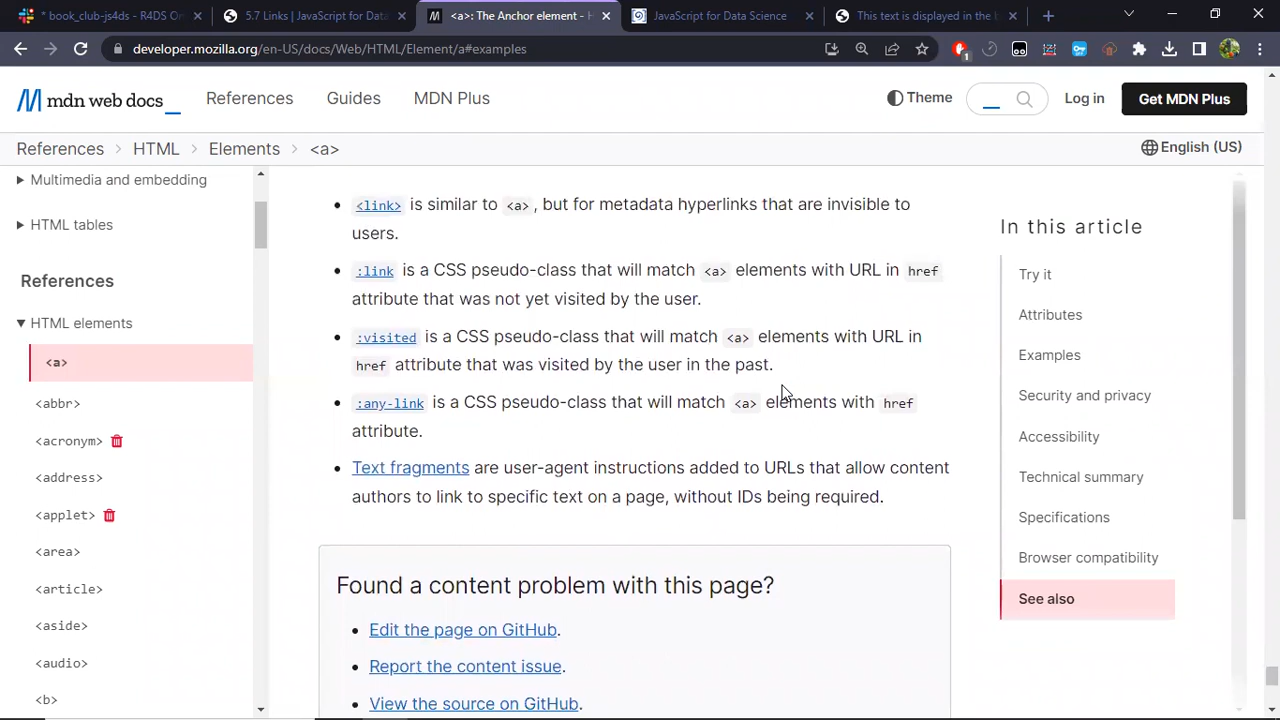 * book_club-js4ds - R4DS O
5.7 Links | JavaScript for Data
<a>: The Anchor element - H
JavaScript for Data Science
This text is displayed in the b
developer.mozilla.org/en-US/docs/Web/HTML/Element/a#examples
1
mdn web docs
References
Guides
MDN Plus
Theme
Log in
Get MDN Plus
References > HTML > Elements > <a>
English (US)
Multimedia and embedding
HTML tables
References
HTML elements
<a>
<abbr>
<acronym>
<address>
<applet>
<area>
<article>
<aside>
<audio>
<b>
<link> is similar to <a>, but for metadata hyperlinks that are invisible to
users.
:link is a CSS pseudo-class that will match <a> elements with URL in href
attribute that was not yet visited by the user.
:visited is a CSS pseudo-class that will match <a> elements with URL in
href attribute that was visited by the user in the past.
:any-link is a CSS pseudo-class that will match <a> elements with href
attribute.
Text fragments are user-agent instructions added to URLs that allow content
authors to link to specific text on a page, without IDs being required.
Found a content problem with this page?
Edit the page on GitHub.
Report the content issue.
View the source on GitHub.
In this article
Try it
Attributes
Examples
Security and privacy
Accessibility
Technical summary
Specifications
Browser compatibility
See also